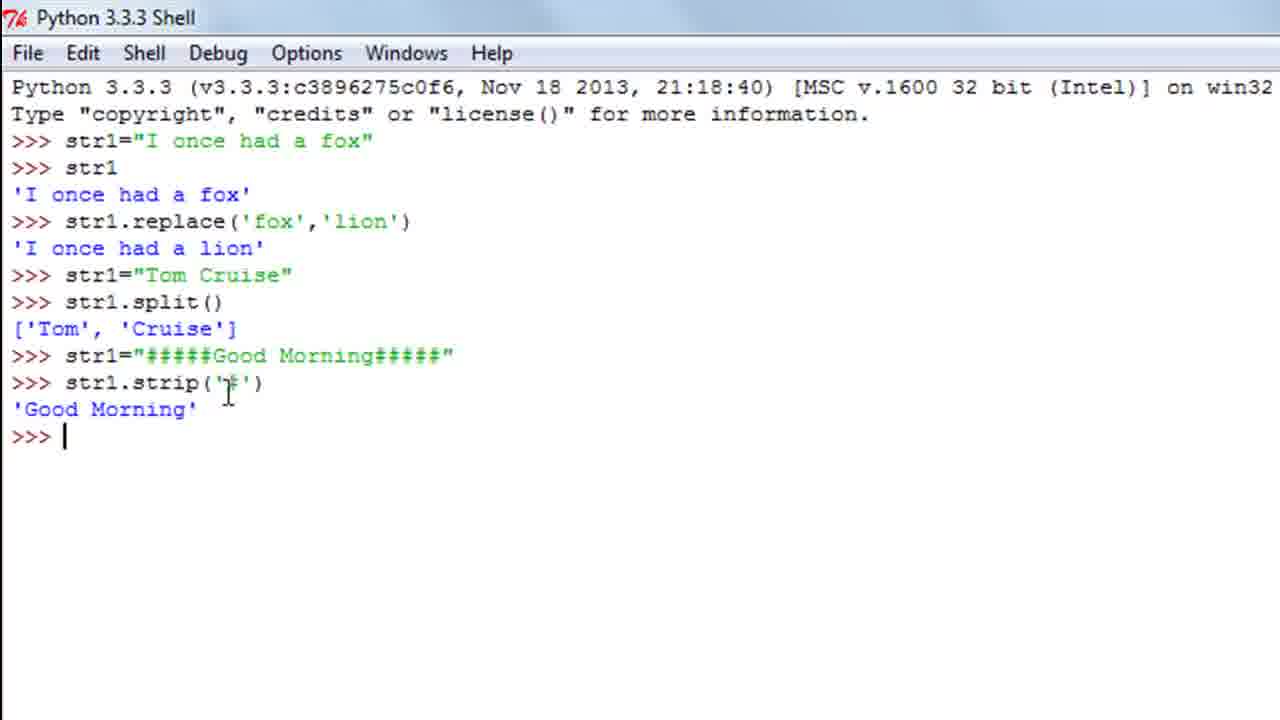 Python 3.3.3 Shell
File Edit Shell Debug Options Windows Help
Python 3.3.3 (v3.3.3:c3896275c0f6, Nov 18 2013, 21:18:40) [MSC v.1600 32 bit (Intel)] on win32
Type "copyright", "credits" or "license()" for more information.
>>> str1="I once had a fox"
>>> str1
'I once had a fox'
>>> str1.replace('fox','lion')
'I once had a lion'
>>> str1="Tom Cruise"
>>> str1.split()
['Tom', 'Cruise']
>>> str1="#####Good Morning#####"
>>> str1.strip('#')
'Good Morning'
>>>